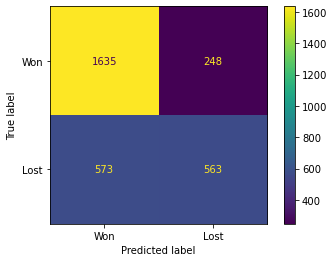 Won
1635
248
Lost
573
563
Won
Lost
Predicted label
True label
1600
1400
1200
1000
800
600
400